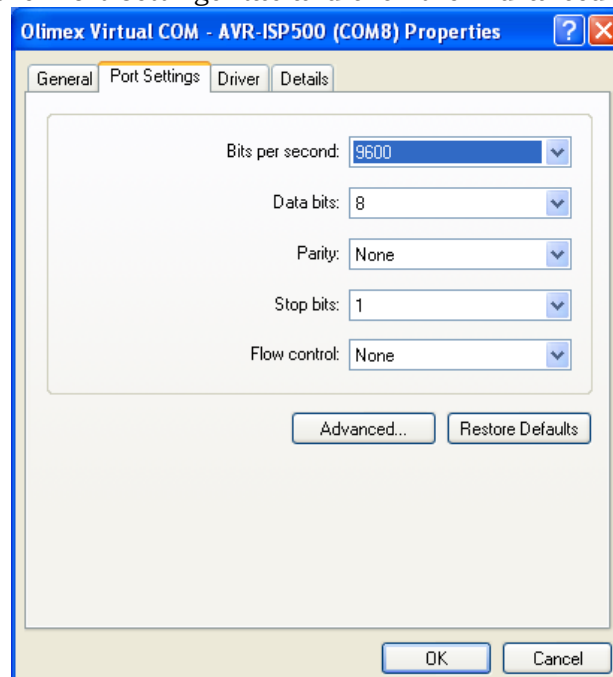 Olimex Virtual COM - AVR-ISP500 (COM8) Properties
General Port Settings Driver Details
Bits per second: 9600
Data bits: 8
Parity: None
Stop bits: 1
Flow control: None
Advanced... Restore Defaults
OK Cancel